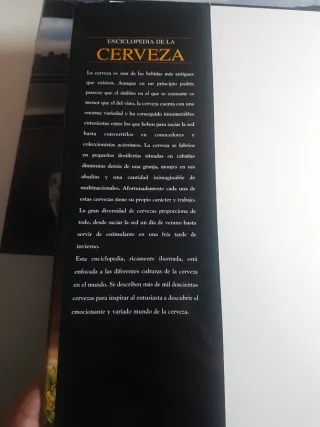 ENCICLOPEDIA DE LA
CERVEZA
La cerveza es una de las bebidas más antiguas
que existen. Aunque en un principio podría
parecer que el ámbito en el que se consume es
menor que el del vino, la cerveza cuenta con una
enorme variedad y ha conseguido innumerables
entusiastas entre los que beben para saciar la sed
hasta convertirlos en conocedores y
coleccionistas acérrimos. La cerveza se fabrica
en pequeñas destilerías situadas en cabañas
diminutas detrás de una granja, monjes en sus
abadías y una cantidad inimaginable de
multinacionales. Afortunadamente cada una de
estas cervezas tiene su propio carácter y trabajo.
La gran diversidad de cervezas proporciona de
todo, desde saciar la sed un día de verano hasta
servir de estimulante en una fría tarde de
invierno.
Esta enciclopedia, ricamente ilustrada, está
enfocada a las diferentes culturas de la cerveza
en el mundo. Se describen más de mil doscientas
cervezas para inspirar al entusiasta a descubrir el
emocionante y variado mundo de la cerveza.